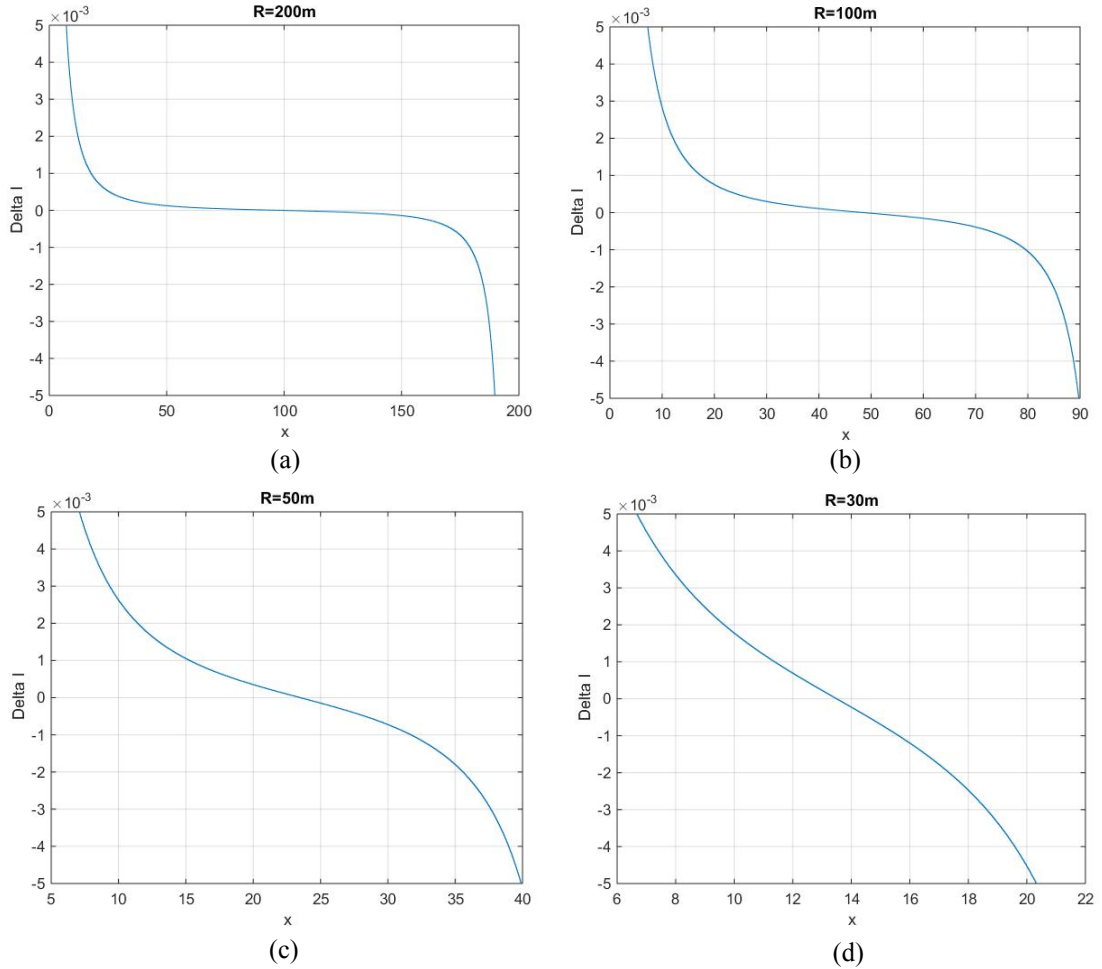 R=200m
×10⁻³
5
4
3
2
1
0
-1
-2
-3
-4
-5
Delta I
0 50 100 150 200
x
(a)
R=100m
×10⁻³
5
4
3
2
1
0
-1
-2
-3
-4
-5
Delta I
0 10 20 30 40 50 60 70 80 90
x
(b)
R=50m
×10⁻³
5
4
3
2
1
0
-1
-2
-3
-4
-5
Delta I
5 10 15 20 25 30 35 40
x
(c)
R=30m
×10⁻³
5
4
3
2
1
0
-1
-2
-3
-4
-5
Delta I
6 8 10 12 14 16 18 20 22
x
(d)